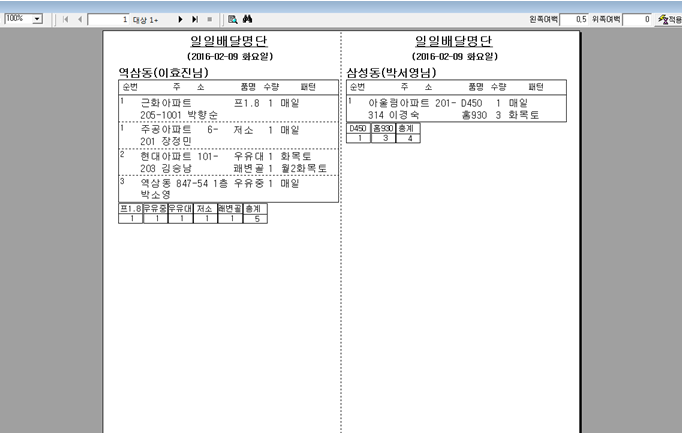 100% 1 대상 1+ 왼쪽여백 0,5 위쪽여백 0 적용
일일배달명단
(2016-02-09 화요일)
역삼동(이효진님)
순번 주 소 품명 수량 패턴
1 근화아파트 프1.8 1 매일
205-1001 박향순
1 주공아파트 6- 저소 1 매일
201 장정민
2 현대아파트 101- 우유대 1 화목토
203 김승남 쾌변골 1 월2화목토
3 역삼동 847-54 1층 우유중 1 매일
박소영
프1.8 우유중 우유대 저소 쾌변골 총계
1 1 1 1 1 5
일일배달명단
(2016-02-09 화요일)
삼성동(박서영님)
순번 주 소 품명 수량 패턴
1 아울렴아파트 201- D450 1 매일
314 이경숙 홈930 3 화목토
D450 홈930 총계
1 3 4